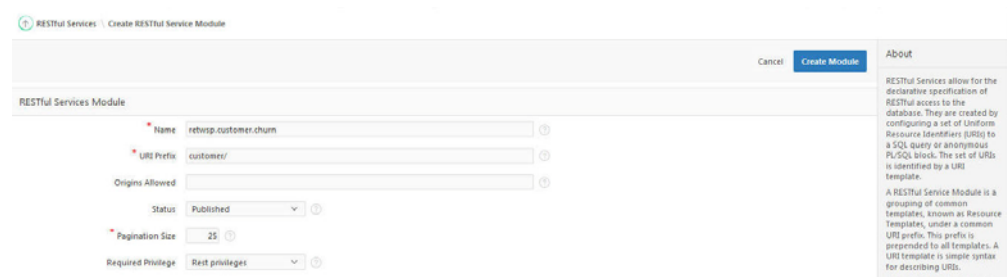 RESTful Services \ Create RESTful Service Module
Cancel
Create Module
RESTful Services Module
* Name retwsp.customer.churn
* URI Prefix customer/
Origins Allowed
Status Published
* Pagination Size 25
Required Privilege Rest privileges
About
RESTful Services allow for the
declarative specification of
RESTful access to the
database. They are created by
configuring a set of Uniform
Resource Identifiers (URIs) to
a SQL query or anonymous
PL/SQL block. The set of URIs
is identified by a URI
template.
A RESTful Service Module is a
grouping of common
templates, known as Resource
Templates, under a common
URI prefix. This prefix is
prepended to all templates. A
URI template is simple syntax
for describing URIs.